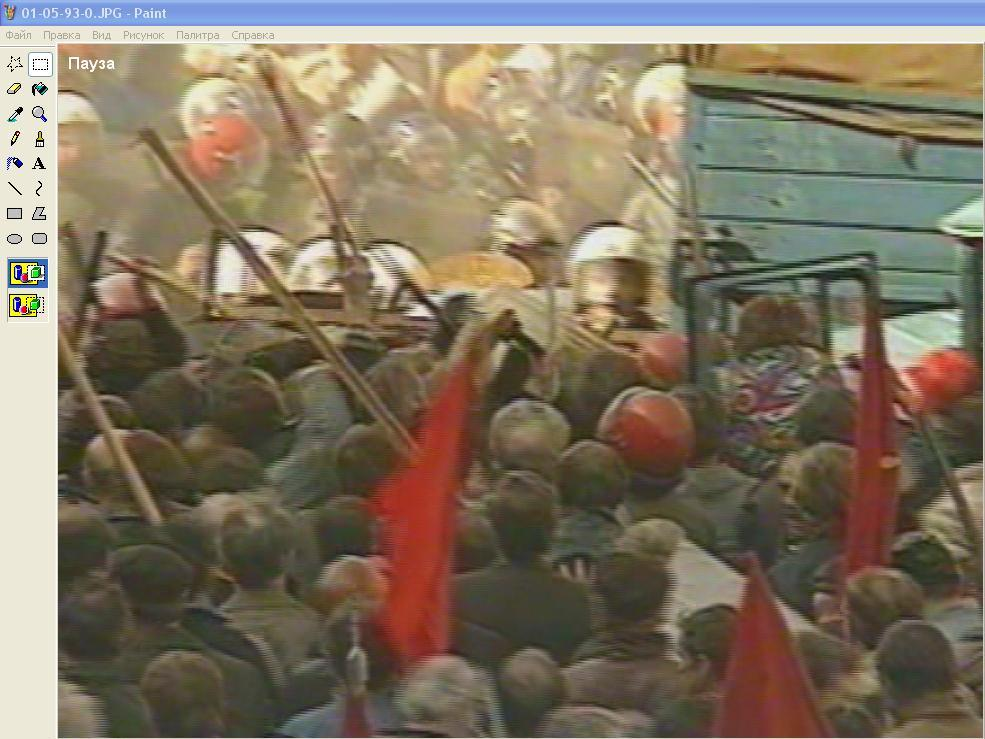 01-05-93-0.JPG - Paint
Файл Правка Вид Рисунок Палитра Справка
Пауза
A